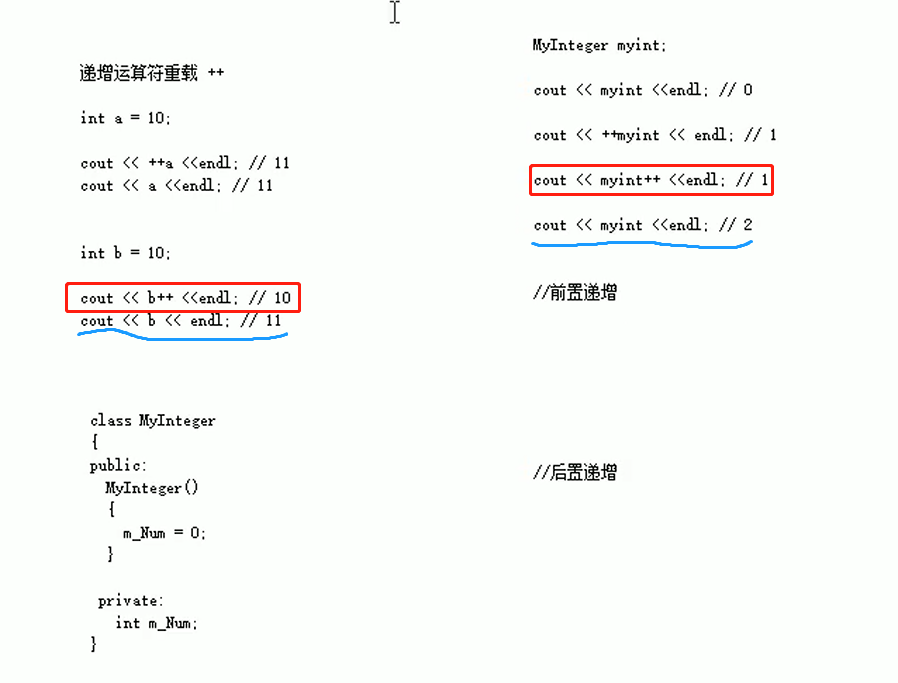 递增运算符重载 ++
int a = 10;
cout << ++a <<endl; // 11
cout << a <<endl; // 11
int b = 10;
cout << b++ <<endl; // 10
cout << b << endl; // 11
class MyInteger
{
public:
MyInteger()
{
m_Num = 0;
}
private:
int m_Num;
}
MyInteger myint;
cout << myint <<endl; // 0
cout << ++myint << endl; // 1
cout << myint++ <<endl; // 1
cout << myint <<endl; // 2
//前置递增
//后置递增